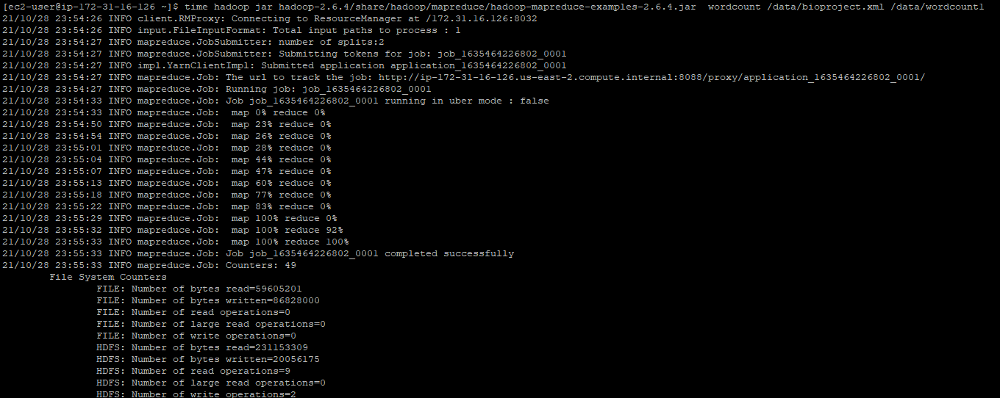 [ec2-user@ip-172-31-16-126 ~]$ time hadoop jar hadoop-2.6.4/share/hadoop/mapreduce/hadoop-mapreduce-examples-2.6.4.jar  wordcount /data/bioproject.xml /data/wordcount1
21/10/28 23:54:26 INFO client.RMProxy: Connecting to ResourceManager at /172.31.16.126:8032
21/10/28 23:54:26 INFO input.FileInputFormat: Total input paths to process : 1
21/10/28 23:54:27 INFO mapreduce.JobSubmitter: number of splits:2
21/10/28 23:54:27 INFO mapreduce.JobSubmitter: Submitting tokens for job: job_1635464226802_0001
21/10/28 23:54:27 INFO impl.YarnClientImpl: Submitted application application_1635464226802_0001
21/10/28 23:54:27 INFO mapreduce.Job: The url to track the job: http://ip-172-31-16-126.us-east-2.compute.internal:8088/proxy/application_1635464226802_0001/
21/10/28 23:54:27 INFO mapreduce.Job: Running job: job_1635464226802_0001
21/10/28 23:54:33 INFO mapreduce.Job: Job job_1635464226802_0001 running in uber mode : false
21/10/28 23:54:33 INFO mapreduce.Job:  map 0% reduce 0%
21/10/28 23:54:50 INFO mapreduce.Job:  map 23% reduce 0%
21/10/28 23:54:54 INFO mapreduce.Job:  map 26% reduce 0%
21/10/28 23:55:01 INFO mapreduce.Job:  map 28% reduce 0%
21/10/28 23:55:04 INFO mapreduce.Job:  map 44% reduce 0%
21/10/28 23:55:07 INFO mapreduce.Job:  map 47% reduce 0%
21/10/28 23:55:13 INFO mapreduce.Job:  map 60% reduce 0%
21/10/28 23:55:18 INFO mapreduce.Job:  map 77% reduce 0%
21/10/28 23:55:22 INFO mapreduce.Job:  map 83% reduce 0%
21/10/28 23:55:29 INFO mapreduce.Job:  map 100% reduce 0%
21/10/28 23:55:32 INFO mapreduce.Job:  map 100% reduce 92%
21/10/28 23:55:33 INFO mapreduce.Job:  map 100% reduce 100%
21/10/28 23:55:33 INFO mapreduce.Job: Job job_1635464226802_0001 completed successfully
21/10/28 23:55:33 INFO mapreduce.Job: Counters: 49
File System Counters
FILE: Number of bytes read=59605201
FILE: Number of bytes written=86828000
FILE: Number of read operations=0
FILE: Number of large read operations=0
FILE: Number of write operations=0
HDFS: Number of bytes read=231153309
HDFS: Number of bytes written=20056175
HDFS: Number of read operations=9
HDFS: Number of large read operations=0
HDFS: Number of write operations=2